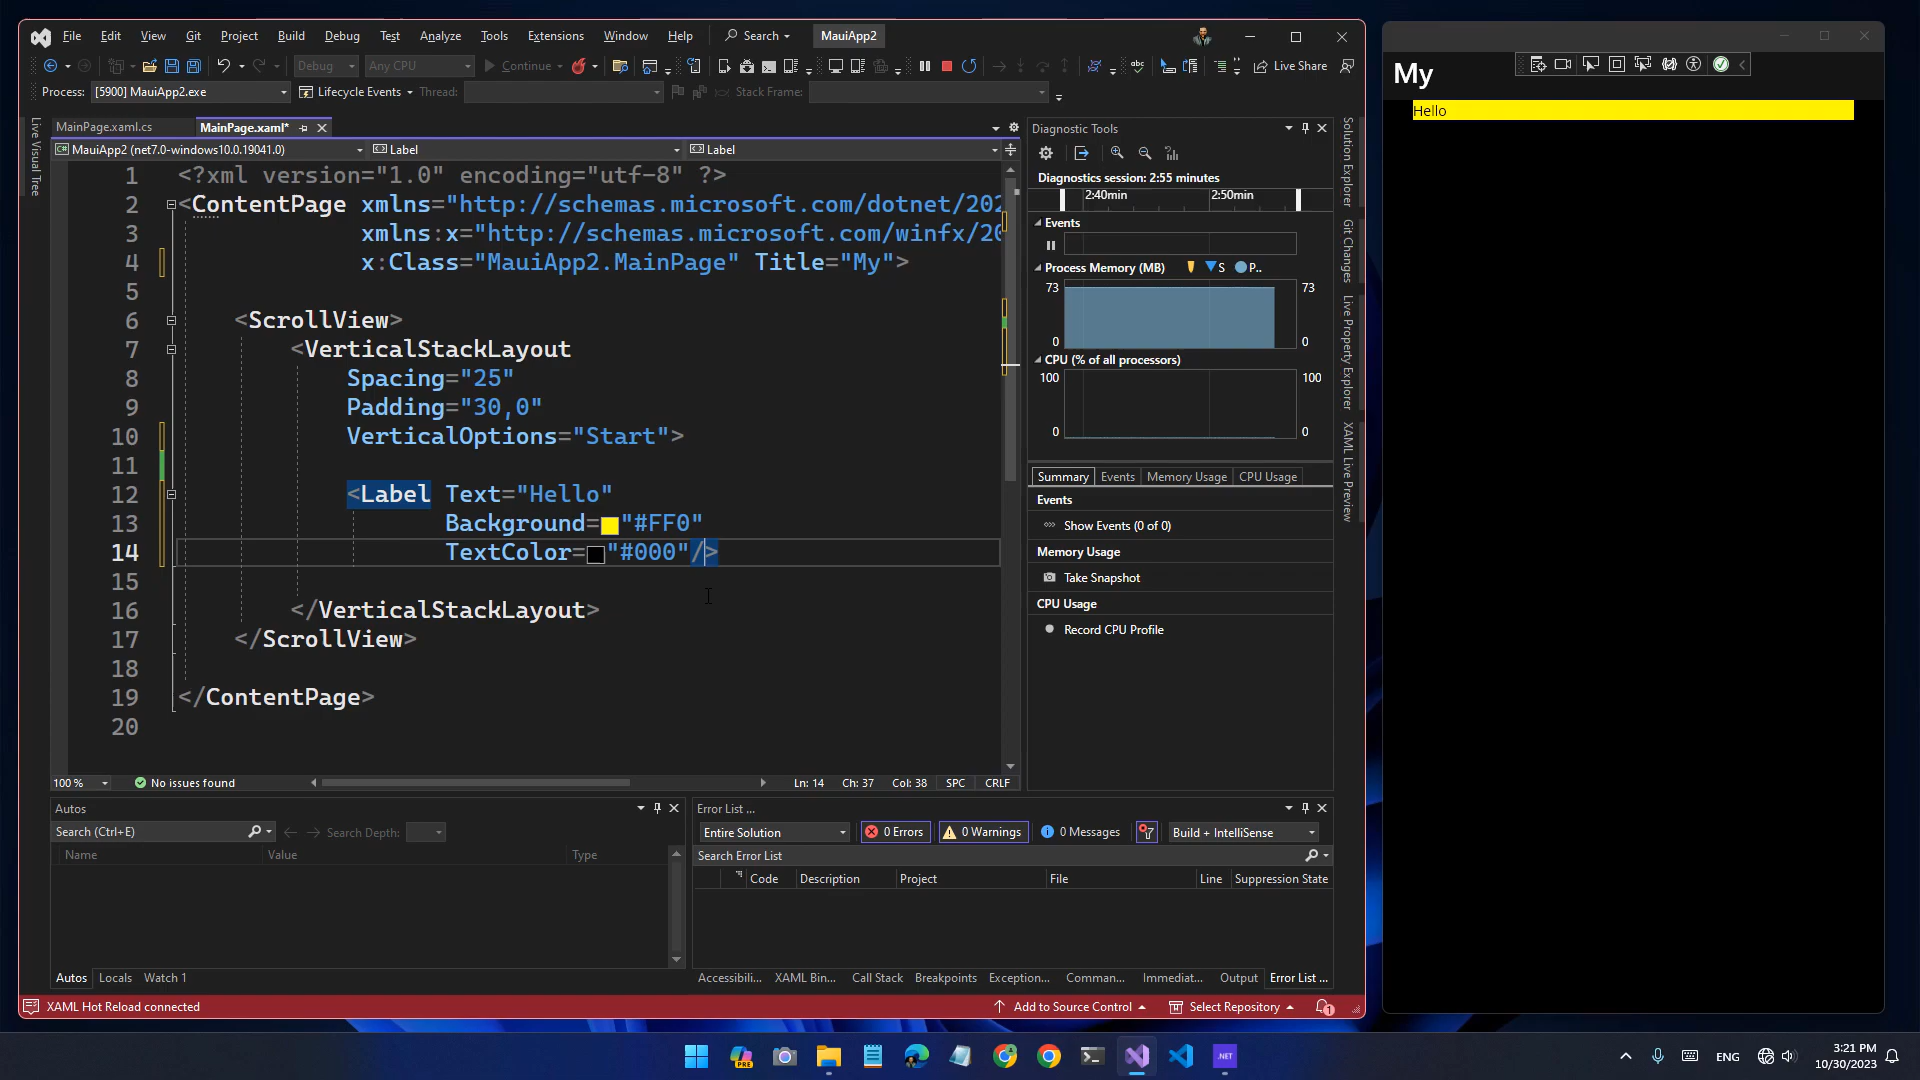 File Edit View Git Project Build Debug Test Analyze Tools Extensions Window Help Search MauiApp2
Debug Any CPU Continue Live Share
Process: [5900] MauiApp2.exe Lifecycle Events Thread: Stack Frame:
Live Visual Tree
MainPage.xaml.cs MainPage.xaml*
MauiApp2 (net7.0-windows10.0.19041.0) Label Label
1 <?xml version="1.0" encoding="utf-8" ?>
2 <ContentPage xmlns="http://schemas.microsoft.com/dotnet/202
3 xmlns:x="http://schemas.microsoft.com/winfx/20
4 x:Class="MauiApp2.MainPage" Title="My">
5
6 <ScrollView>
7 <VerticalStackLayout
8 Spacing="25"
9 Padding="30,0"
10 VerticalOptions="Start">
11
12 <Label Text="Hello"
13 Background="#FF0"
14 TextColor="#000"/>
15
16 </VerticalStackLayout>
17 </ScrollView>
18
19 </ContentPage>
20
100 % No issues found Ln: 14 Ch: 37 Col: 38 SPC CRLF
Diagnostic Tools
Diagnostics session: 2:55 minutes
2:40min 2:50min
Events
Process Memory (MB) S P..
73 73
0 0
CPU (% of all processors)
100 100
0 0
Summary Events Memory Usage CPU Usage
Events
Show Events (0 of 0)
Memory Usage
Take Snapshot
CPU Usage
Record CPU Profile
Solution Explorer
Git Changes
Live Property Explorer
XAML Live Preview
Autos
Search (Ctrl+E) Search Depth:
Name Value Type
Autos Locals Watch 1
Error List ...
Entire Solution 0 Errors 0 Warnings 0 Messages Build + IntelliSense
Search Error List
Code Description Project File Line Suppression State
Accessibili... XAML Bin... Call Stack Breakpoints Exception... Comman... Immediat... Output Error List ...
XAML Hot Reload connected Add to Source Control Select Repository 1
My
Hello
PRE .NET ENG 3:21 PM
10/30/2023